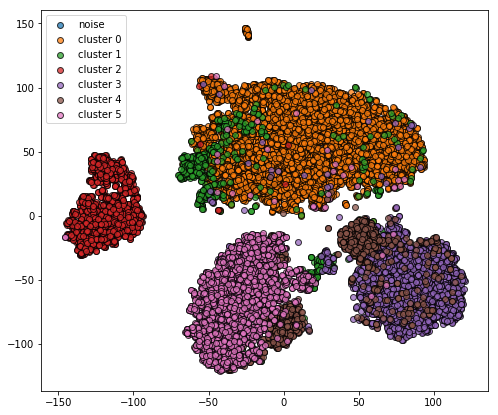 noise
cluster 0
cluster 1
cluster 2
cluster 3
cluster 4
cluster 5
150
100
50
0
−50
−100
−150
−100
−50
0
50
100